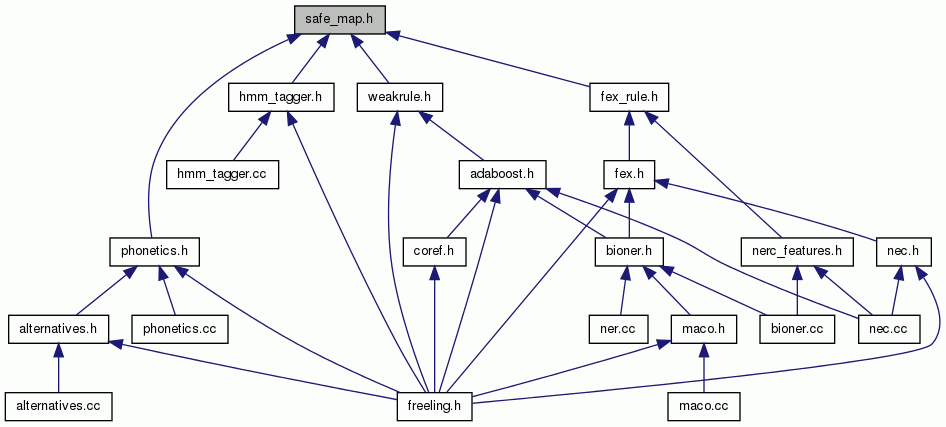 safe_map.h
hmm_tagger.h
weakrule.h
fex_rule.h
hmm_tagger.cc
adaboost.h
fex.h
phonetics.h
coref.h
bioner.h
nerc_features.h
nec.h
alternatives.h
phonetics.cc
ner.cc
maco.h
bioner.cc
nec.cc
alternatives.cc
freeling.h
maco.cc